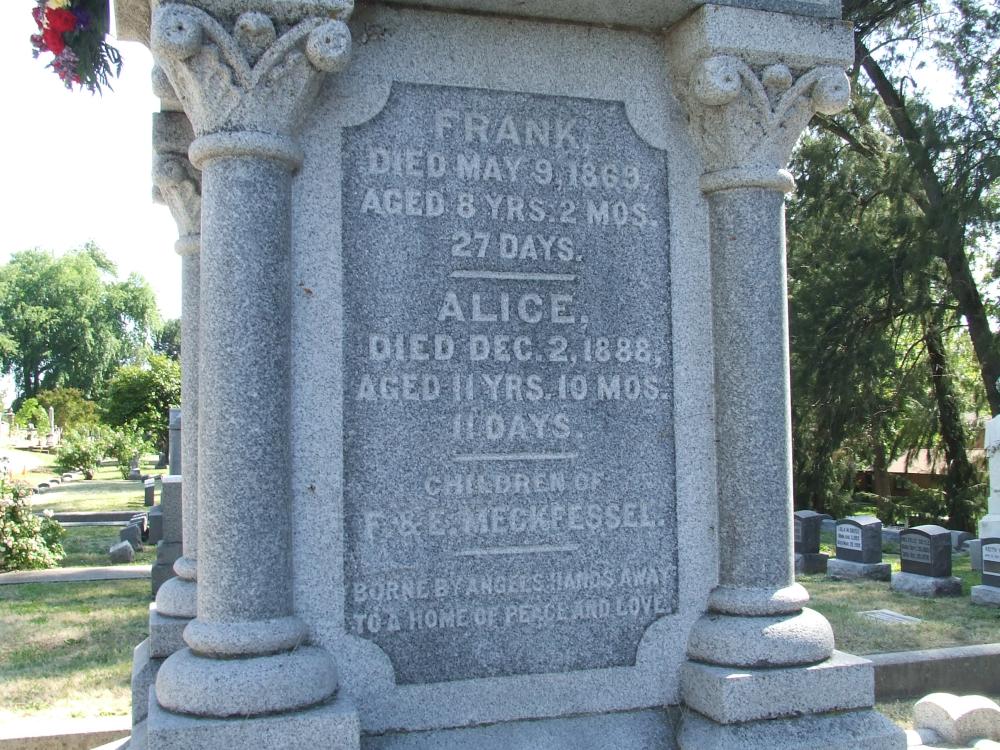 FRANK,
DIED MAY 9, 1869,
AGED 8 YRS. 2 MOS.
27 DAYS.
ALICE,
DIED DEC. 2, 1888,
AGED 11 YRS. 10 MOS.
11 DAYS.
CHILDREN OF
F. & E. MECKFESSEL.
BORNE BY ANGELS HANDS AWAY
TO A HOME OF PEACE AND LOVE.